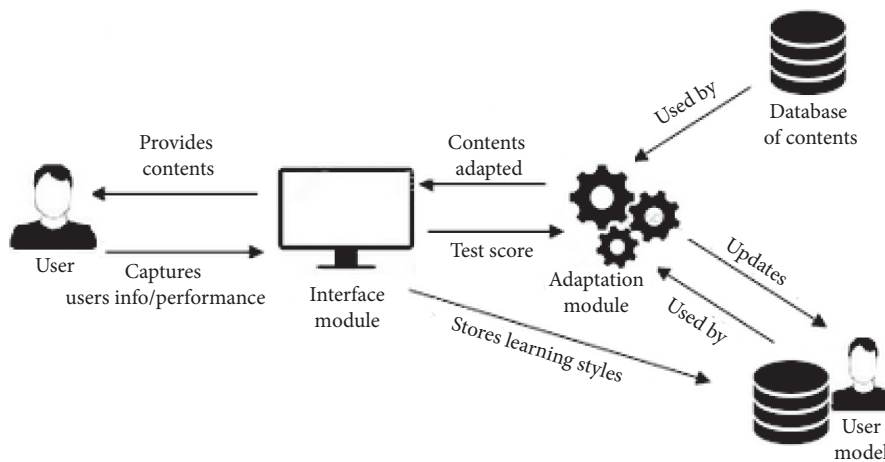 Used by
Database
of contents
Provides
contents
Contents
adapted
User
Captures
users info/performance
Test score
Interface
module
Adaptation
module
Updates
Used by
Stores learning styles
User
model